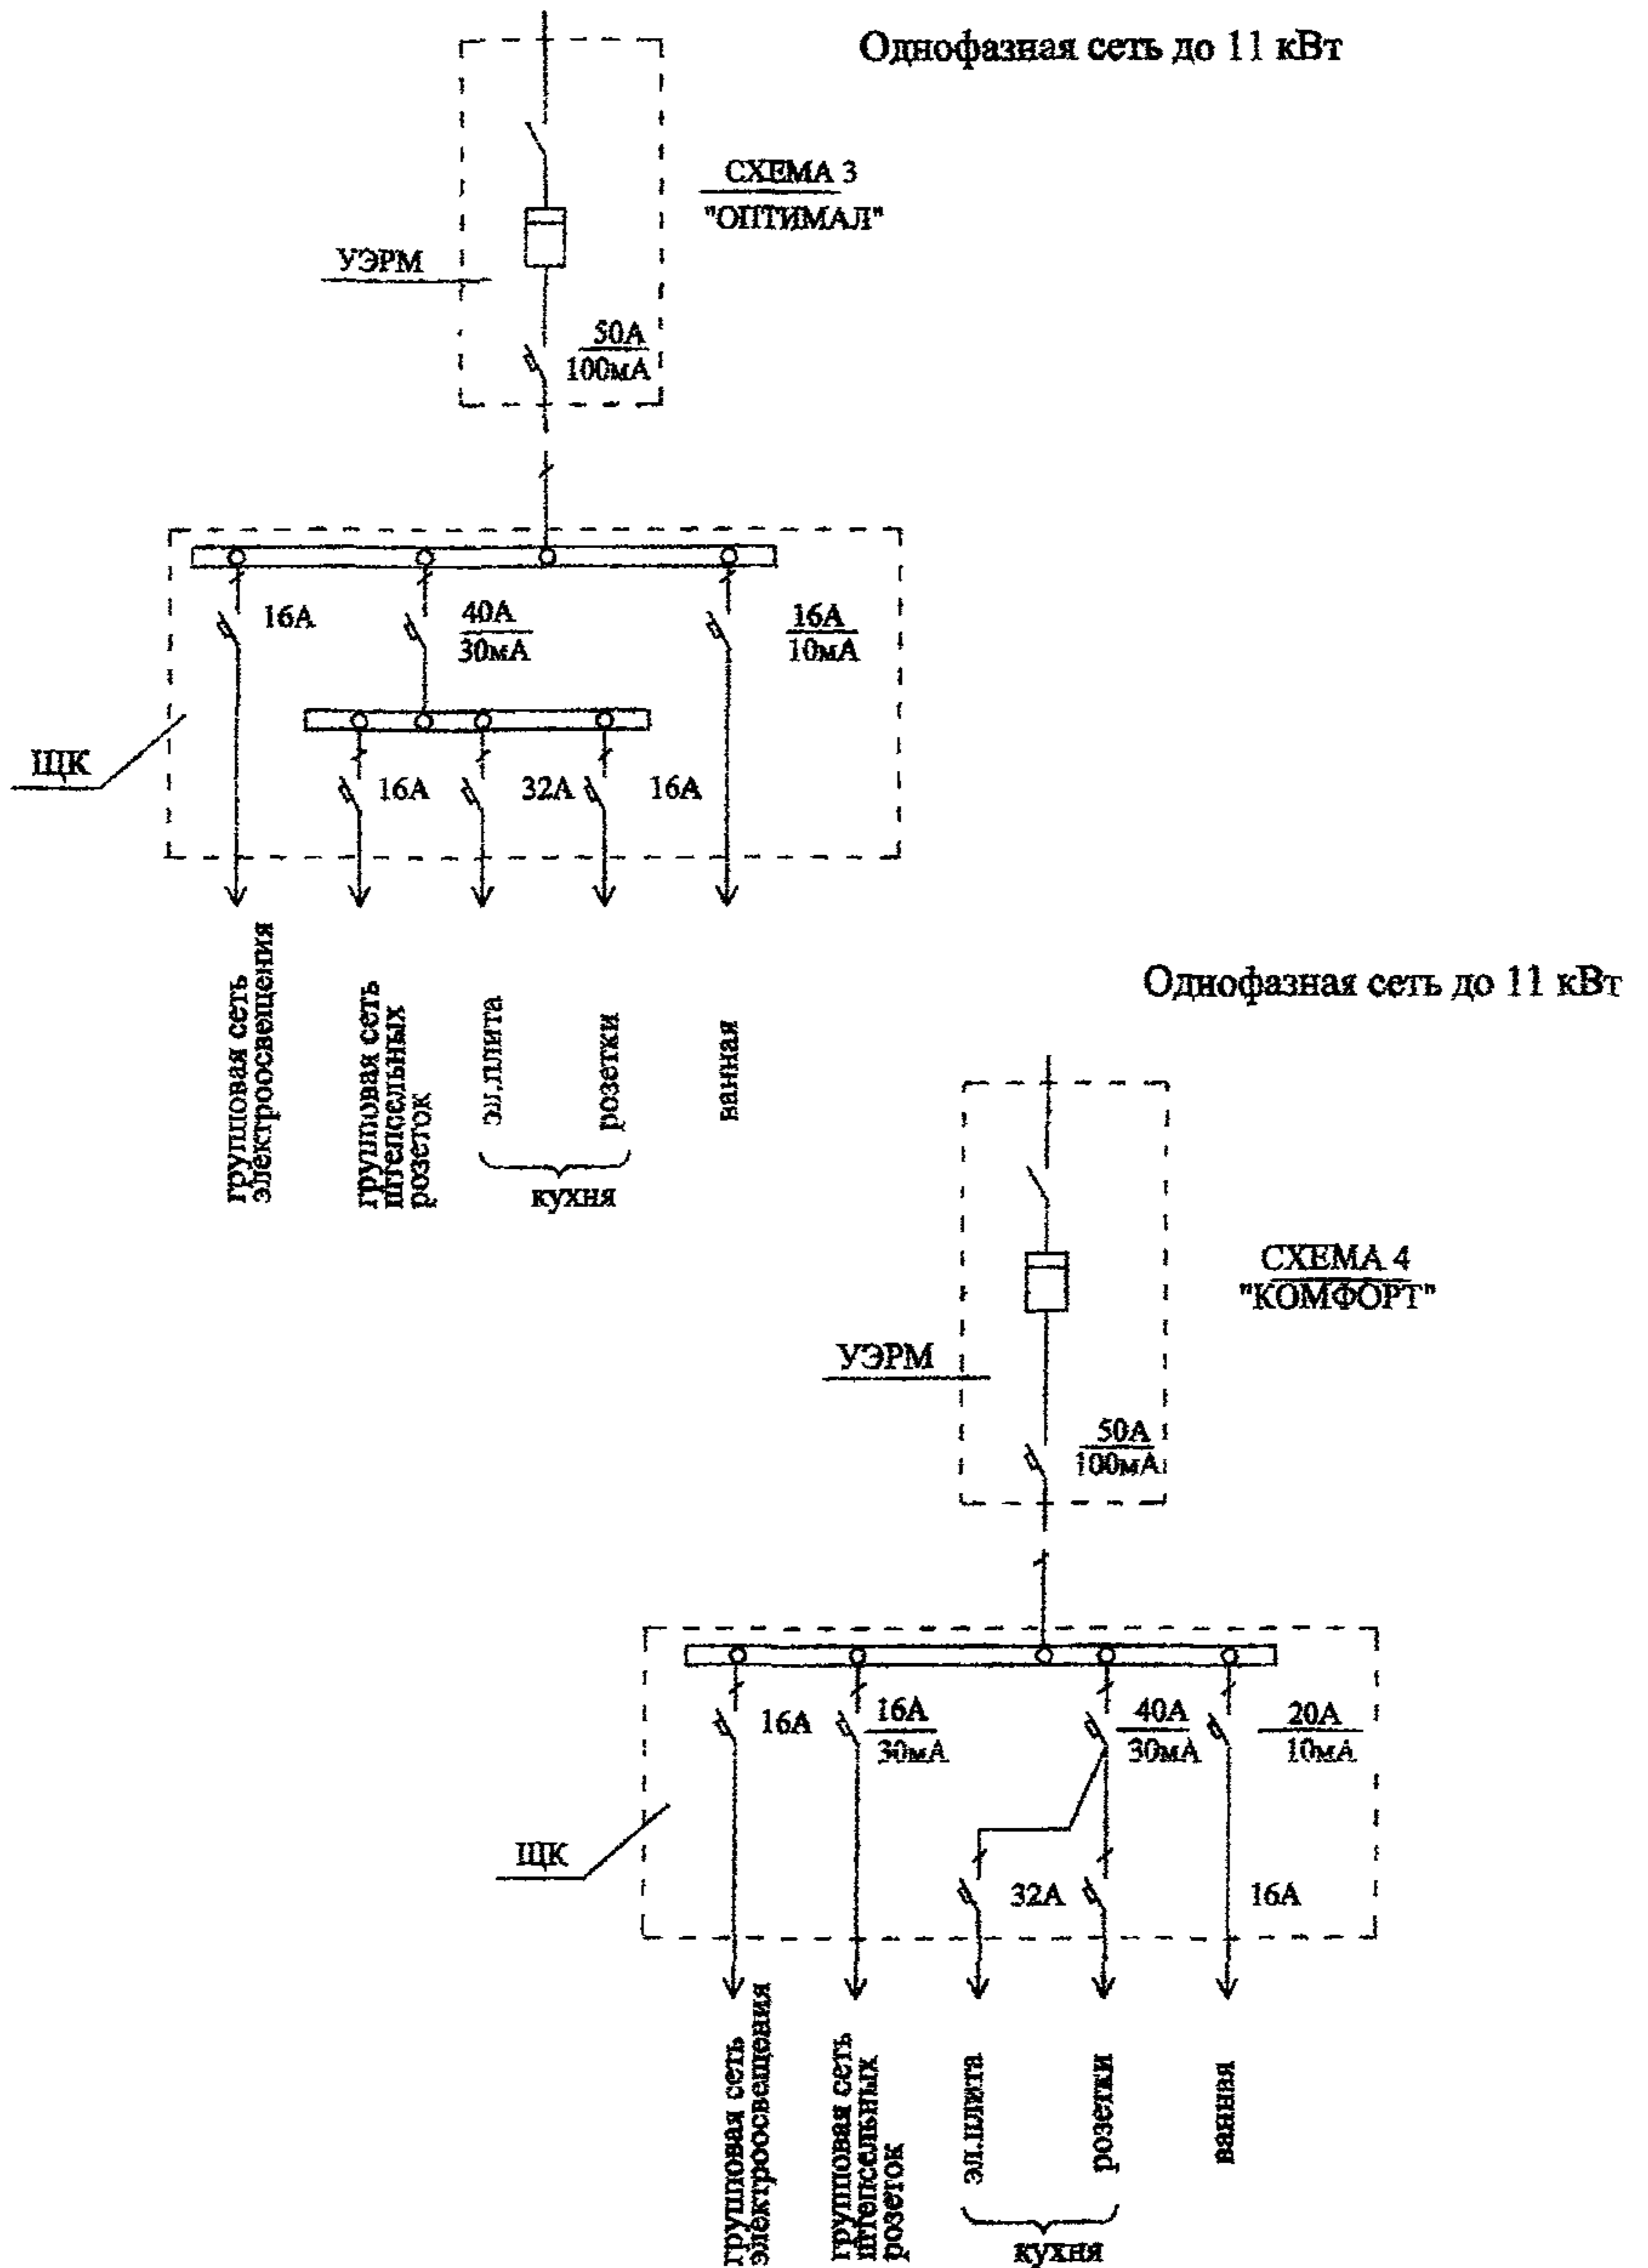 Однофазная сеть до 11 кВт
СХЕМА 3
"ОПТИМАЛ"
УЭРМ
50А
100мА
16А
40А
30мА
16А
10мА
ЩК
16А
32А
16А
групповая сеть
электроосвещения
групповая сеть
штепсельных
розеток
эл.плита
розетки
ванная
кухня
Однофазная сеть до 11 кВт
СХЕМА 4
"КОМФОРТ"
УЭРМ
50А
100мА
16А
16А
30мА
40А
30мА
20А
10мА
ЩК
32А
16А
групповая сеть
электроосвещения
групповая сеть
штепсельных
розеток
эл.плита
розетки
ванная
кухня